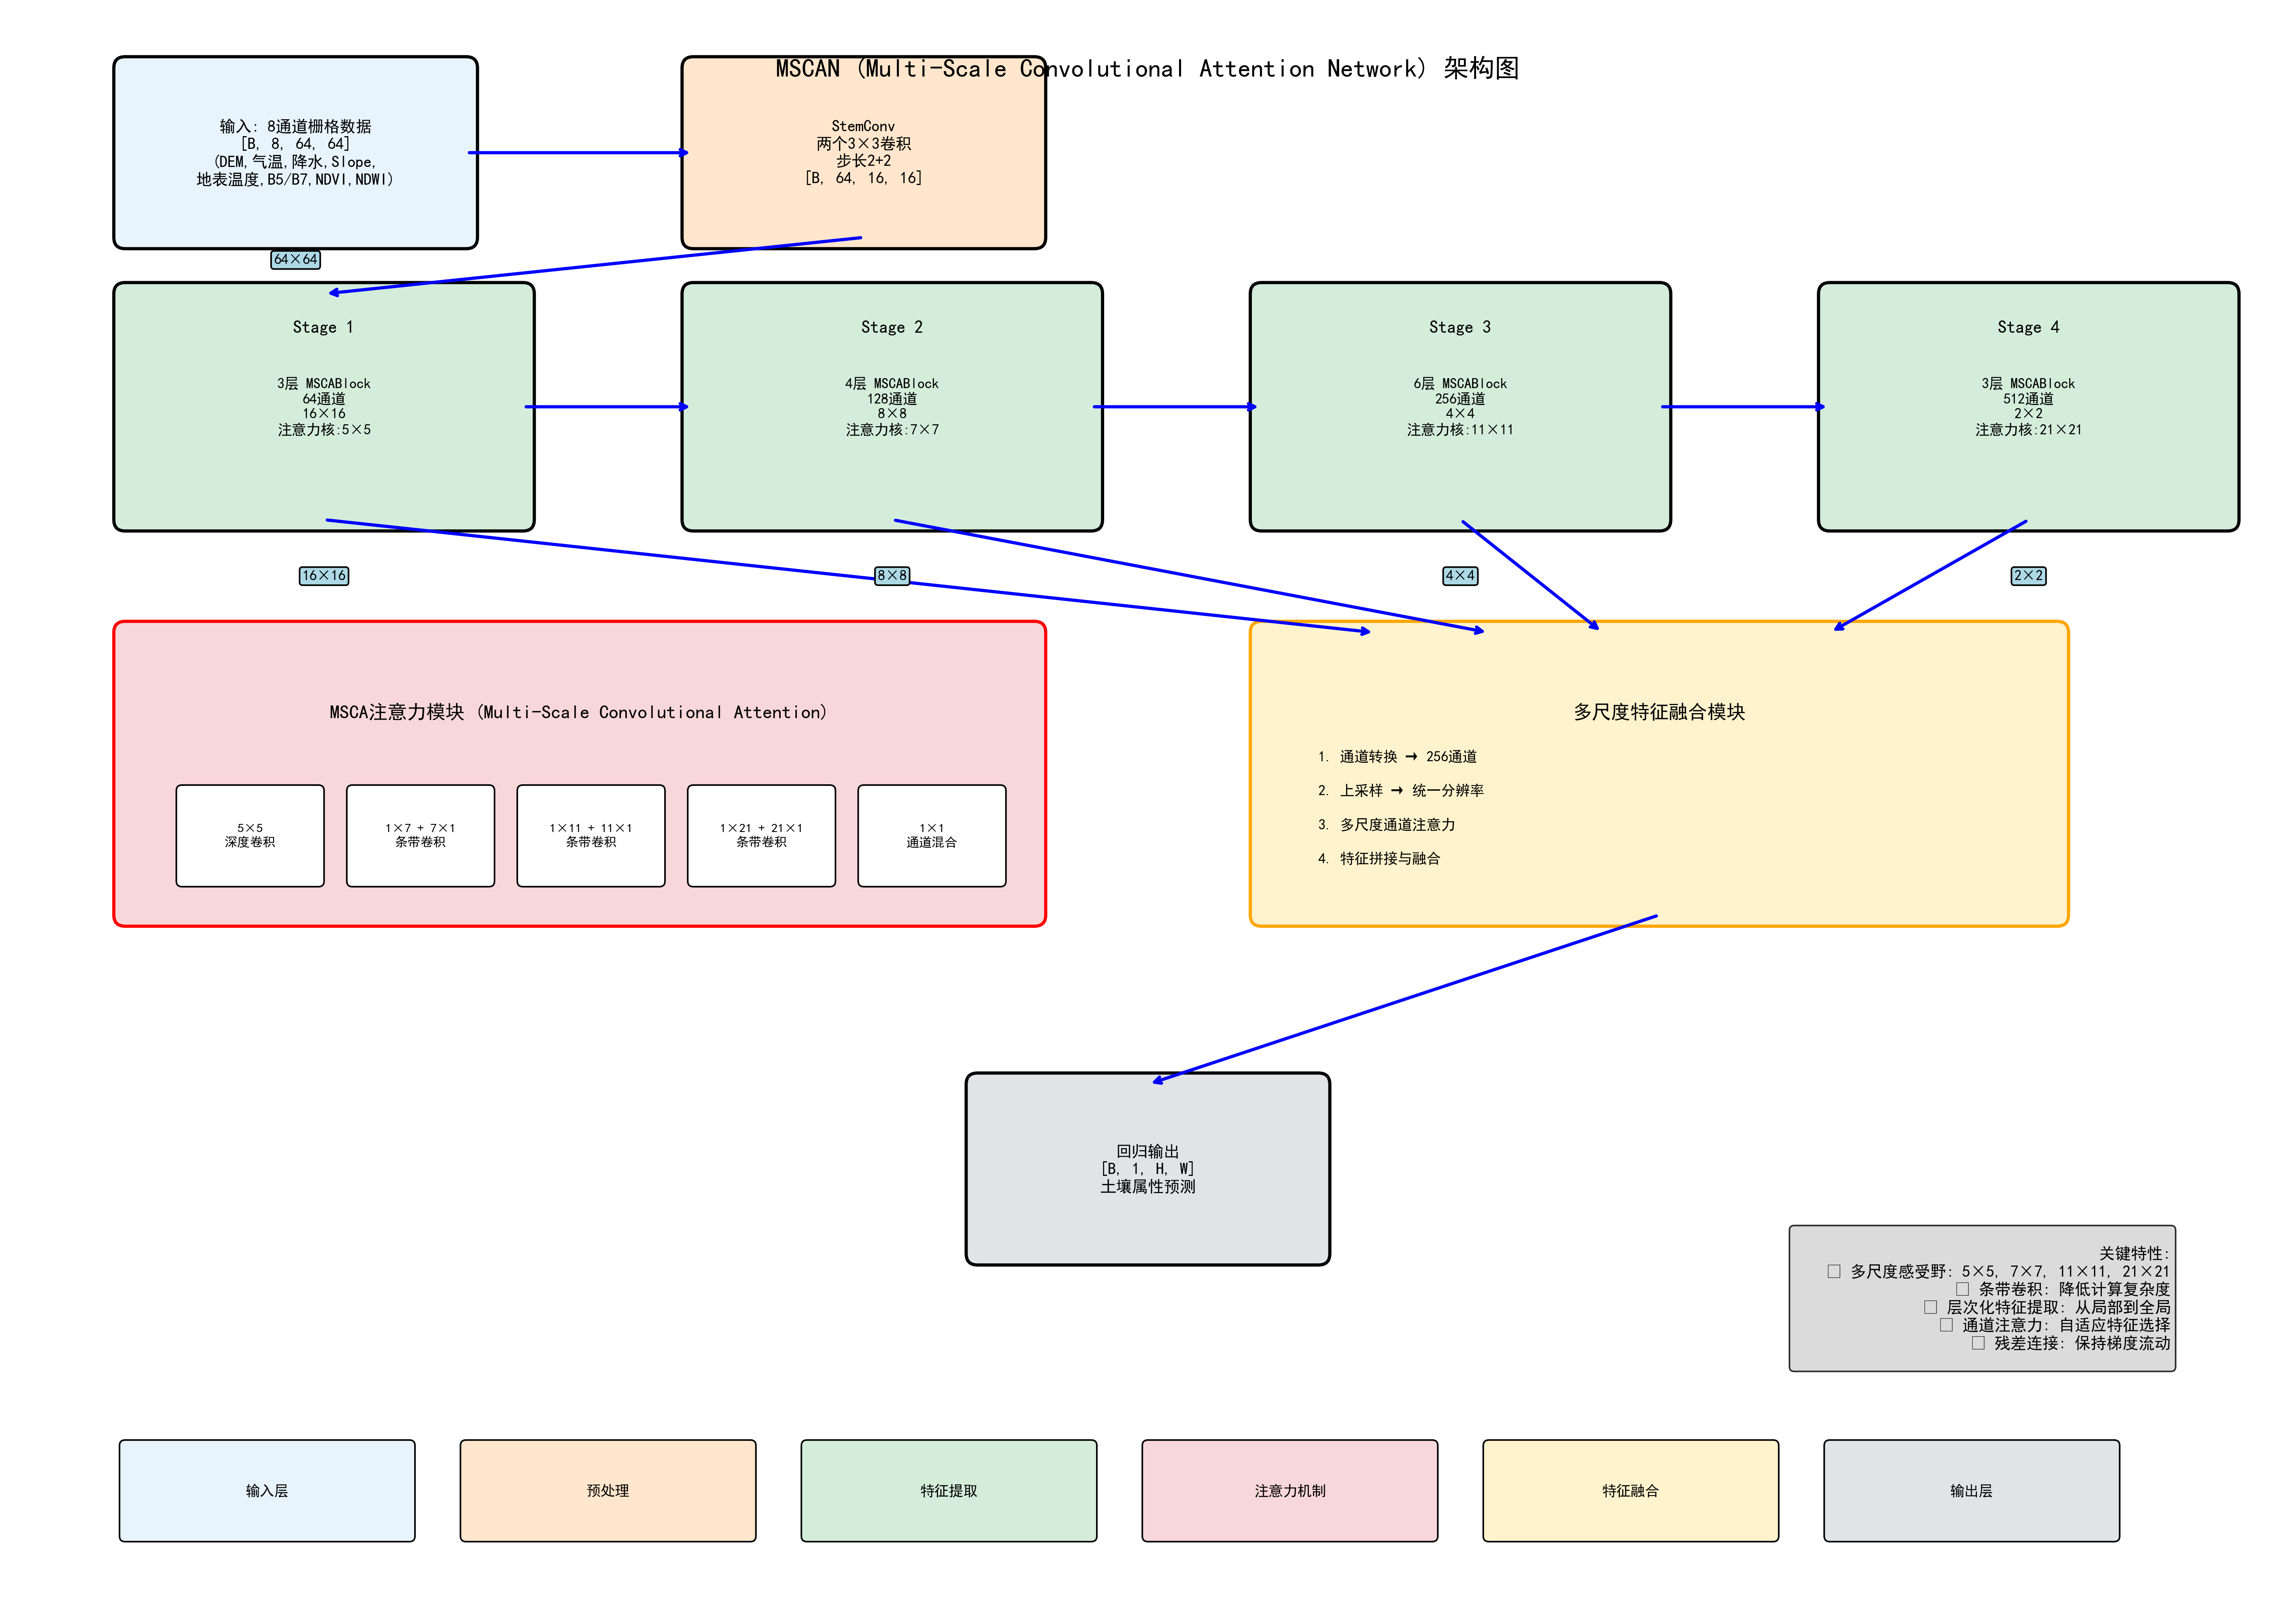 MSCAN (Multi-Scale Convolutional Attention Network) 架构图
输入: 8通道栅格数据
[B, 8, 64, 64]
(DEM,气温,降水,Slope,
地表温度,B5/B7,NDVI,NDWI)
StemConv
两个3×3卷积
步长2+2
[B, 64, 16, 16]
64×64
Stage 1
3层 MSCABlock
64通道
16×16
注意力核:5×5
Stage 2
4层 MSCABlock
128通道
8×8
注意力核:7×7
Stage 3
6层 MSCABlock
256通道
4×4
注意力核:11×11
Stage 4
3层 MSCABlock
512通道
2×2
注意力核:21×21
16×16
8×8
4×4
2×2
MSCA注意力模块 (Multi-Scale Convolutional Attention)
5×5
深度卷积
1×7 + 7×1
条带卷积
1×11 + 11×1
条带卷积
1×21 + 21×1
条带卷积
1×1
通道混合
多尺度特征融合模块
1. 通道转换 → 256通道
2. 上采样 → 统一分辨率
3. 多尺度通道注意力
4. 特征拼接与融合
回归输出
[B, 1, H, W]
土壤属性预测
关键特性:
□ 多尺度感受野: 5×5, 7×7, 11×11, 21×21
□ 条带卷积: 降低计算复杂度
□ 层次化特征提取: 从局部到全局
□ 通道注意力: 自适应特征选择
□ 残差连接: 保持梯度流动
输入层
预处理
特征提取
注意力机制
特征融合
输出层